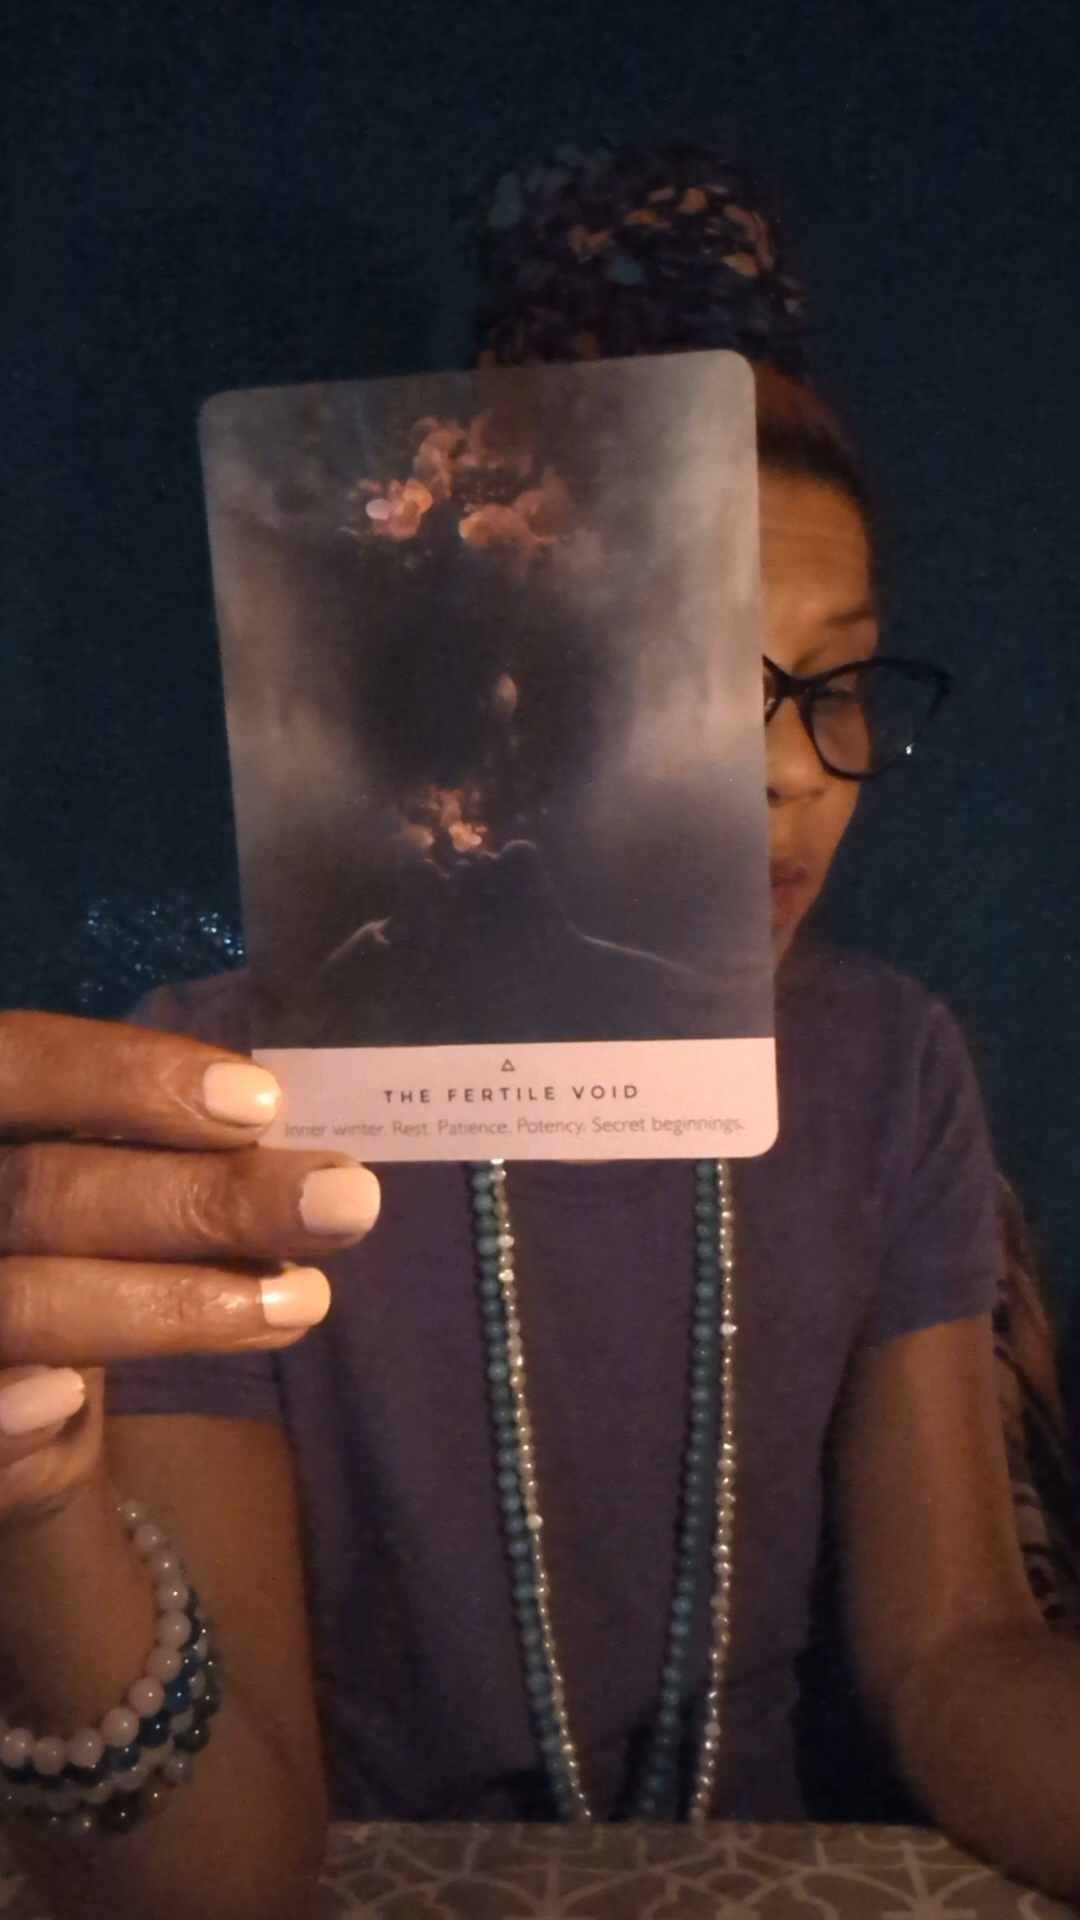 THE FERTILE VOID
Inner winter. Rest. Patience. Potency. Secret beginnings.